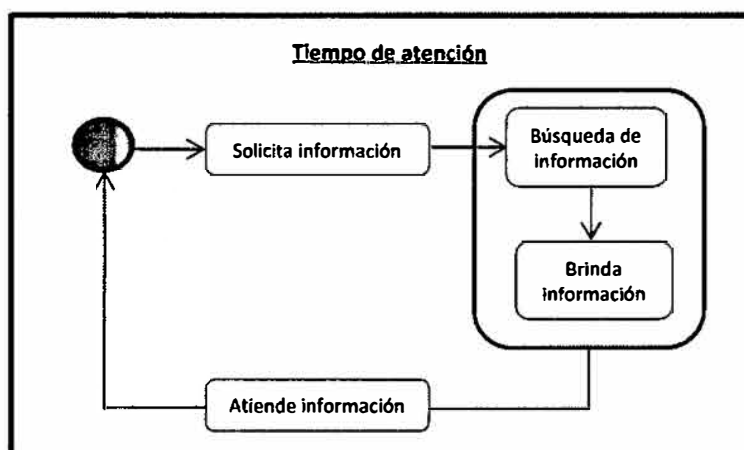 Tiempo de atención
Solicita información
Búsqueda de
información
Brinda
información
Atiende información